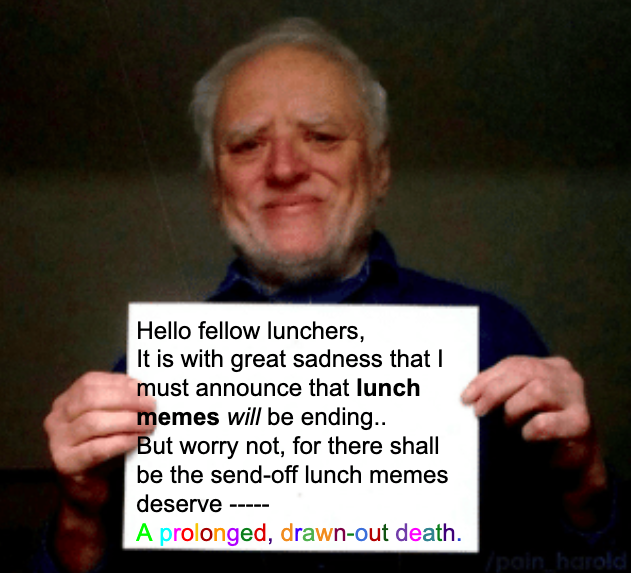 Hello fellow lunchers,
It is with great sadness that I
must announce that lunch
memes will be ending..
But worry not, for there shall
be the send-off lunch memes
deserve -----
A prolonged, drawn-out death.
/pain_harold